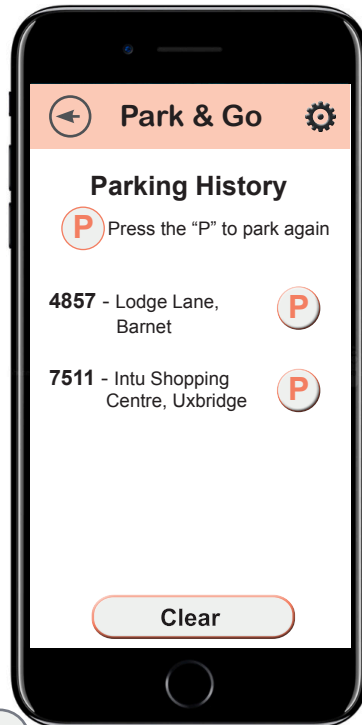 Park & Go
Parking History
P Press the “P” to park again
4857 - Lodge Lane, P
Barnet
7511 - Intu Shopping P
Centre, Uxbridge
Clear